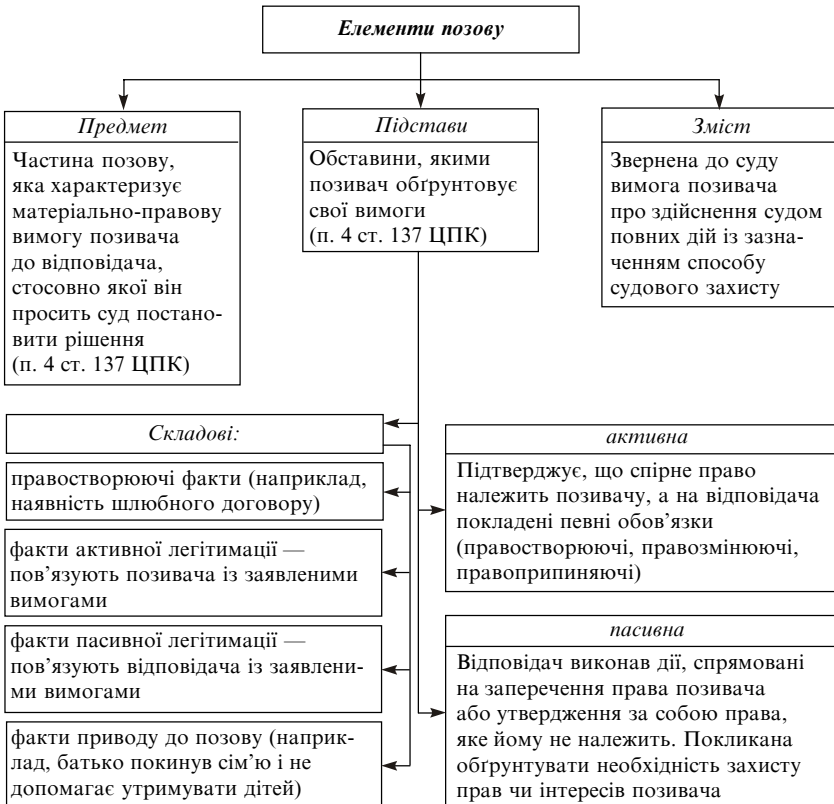 Елементи позову
Предмет
Частина позову,
яка характеризує
матеріально-правову
вимогу позивача
до відповідача,
стосовно якої він
просить суд постано-
вити рішення
(п. 4 ст. 137 ЦПК)
Підстави
Обставини, якими
позивач обґрунтовує
свої вимоги
(п. 4 ст. 137 ЦПК)
Зміст
Звернена до суду
вимога позивача
про здійснення судом
повних дій із зазна-
ченням способу
судового захисту
Складові:
правостворюючі факти (наприклад,
наявність шлюбного договору)
факти активної легітимації —
пов’язують позивача із заявленими
вимогами
факти пасивної легітимації —
пов’язують відповідача із заявлени-
ми вимогами
факти приводу до позову (наприк-
лад, батько покинув сім’ю і не
допомагає утримувати дітей)
активна
Підтверджує, що спірне право
належить позивачу, а на відповідача
покладені певні обов’язки
(правостворюючі, правозмінюючі,
правоприпиняючі)
пасивна
Відповідач виконав дії, спрямовані
на заперечення права позивача
або утвердження за собою права,
яке йому не належить. Покликана
обґрунтувати необхідність захисту
прав чи інтересів позивача